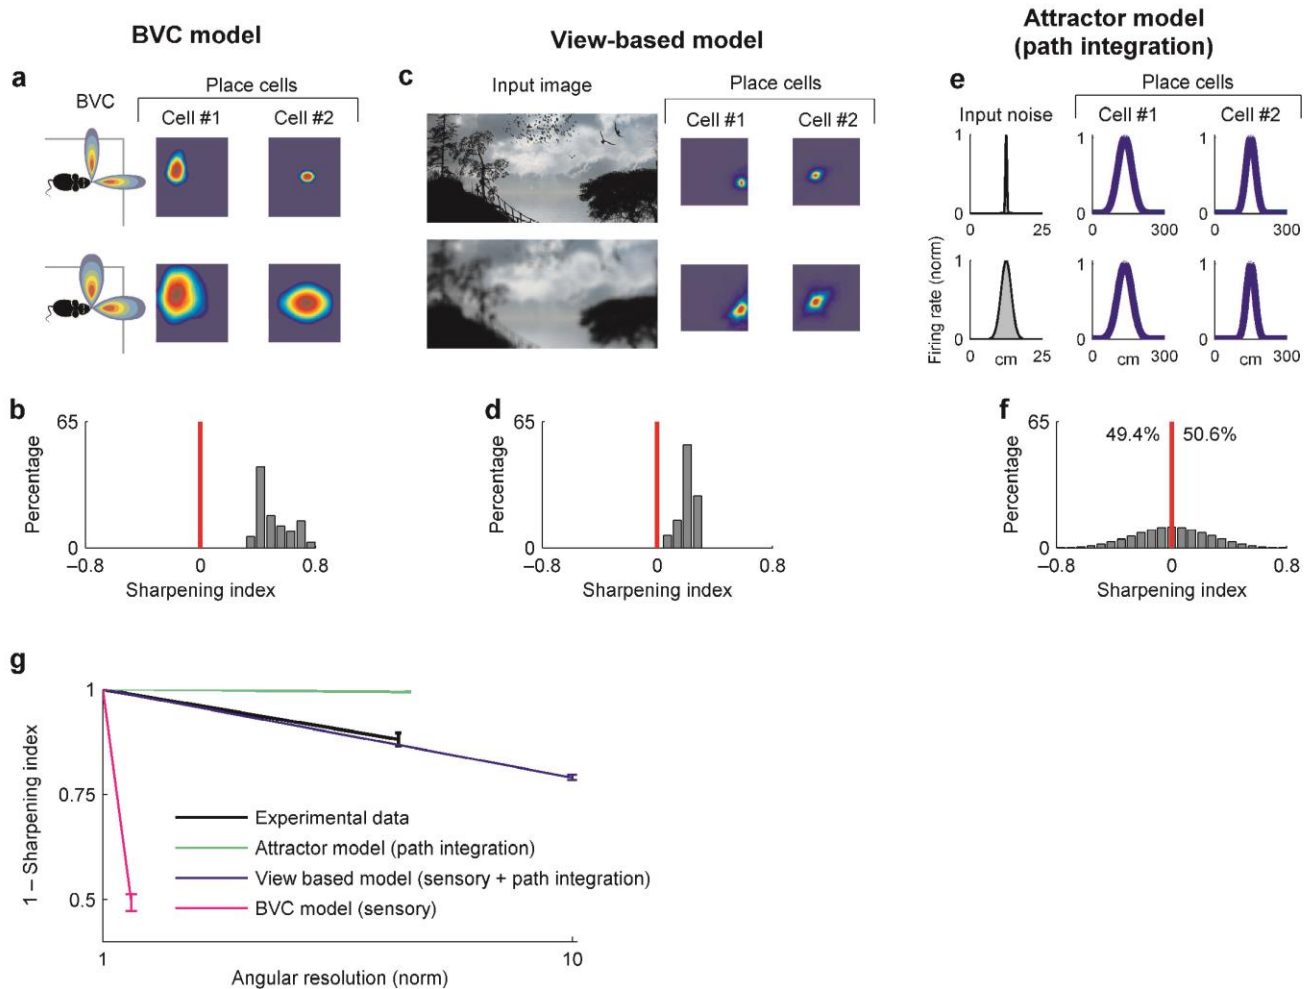 BVC model
View-based model
Attractor model
(path integration)
a
BVC
Place cells
Cell #1
Cell #2
c
Input image
Place cells
Cell #1
Cell #2
e
Input noise
Place cells
Cell #1
Cell #2
1
1
1
0
0
0
0
25
0
300
0
300
Firing rate (norm)
1
1
1
0
0
0
0
cm
25
0
cm
300
0
cm
300
b
65
Percentage
0
–0.8
0
0.8
Sharpening index
d
65
Percentage
0
–0.8
0
0.8
Sharpening index
f
65
49.4%
50.6%
Percentage
0
–0.8
0
0.8
Sharpening index
g
1
0.75
0.5
1 – Sharpening index
Experimental data
Attractor model (path integration)
View based model (sensory + path integration)
BVC model (sensory)
1
10
Angular resolution (norm)